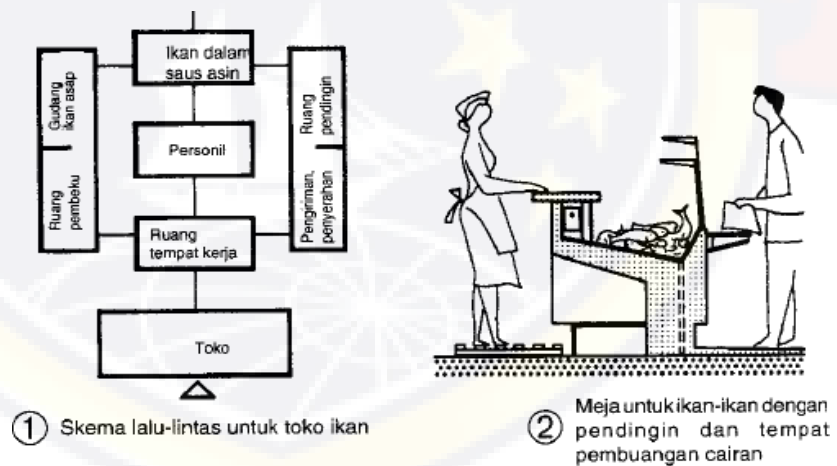 Ikan dalam
saus asin
Gudang
ikan asap
Ruang
pendingin
Personil
Ruang
pembeku
Pengiriman,
penyerahan
Ruang
tempat kerja
Toko
1 Skema lalu-lintas untuk toko ikan
2 Meja untuk ikan-ikan dengan
pendingin dan tempat
pembuangan cairan